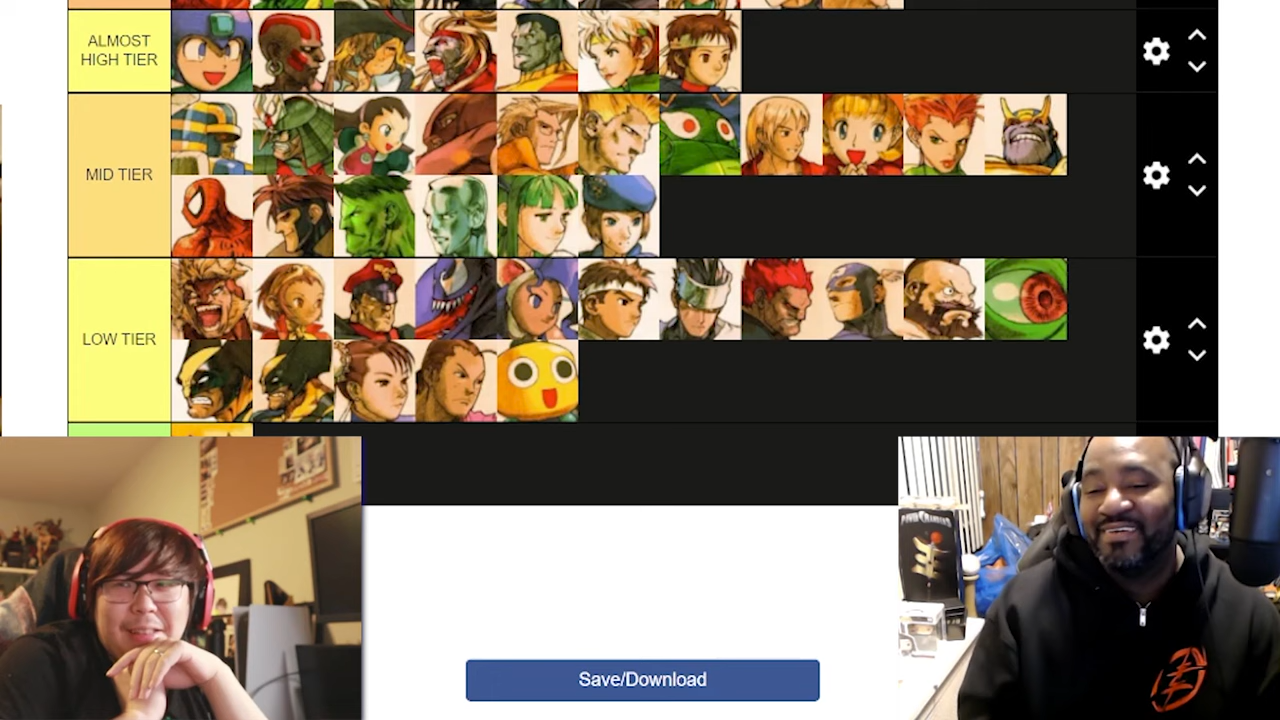 ALMOST
HIGH TIER
MID TIER
LOW TIER
Save/Download